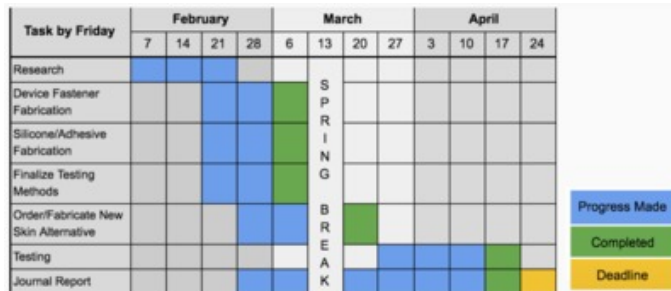 Task by Friday February March April
7 14 21 28 6 13 20 27 3 10 17 24
Research
Device Fastener
Fabrication
Silicone/Adhesive
Fabrication
Finalize Testing
Methods
Order/Fabricate New
Skin Alternative
Testing
Journal Report
SPRING BREAK
Progress Made
Completed
Deadline